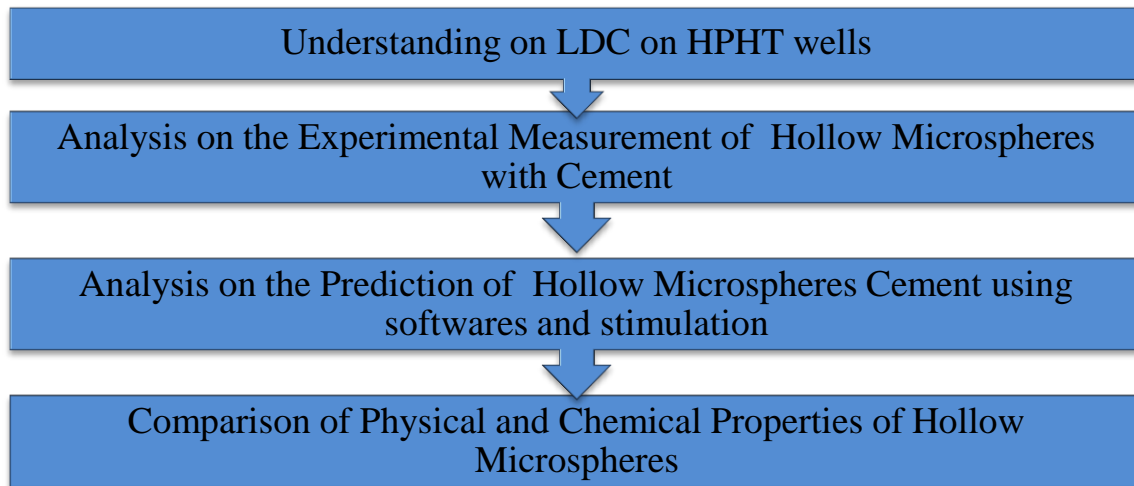 Understanding on LDC on HPHT wells
Analysis on the Experimental Measurement of Hollow Microspheres
with Cement
Analysis on the Prediction of Hollow Microspheres Cement using
softwares and stimulation
Comparison of Physical and Chemical Properties of Hollow
Microspheres